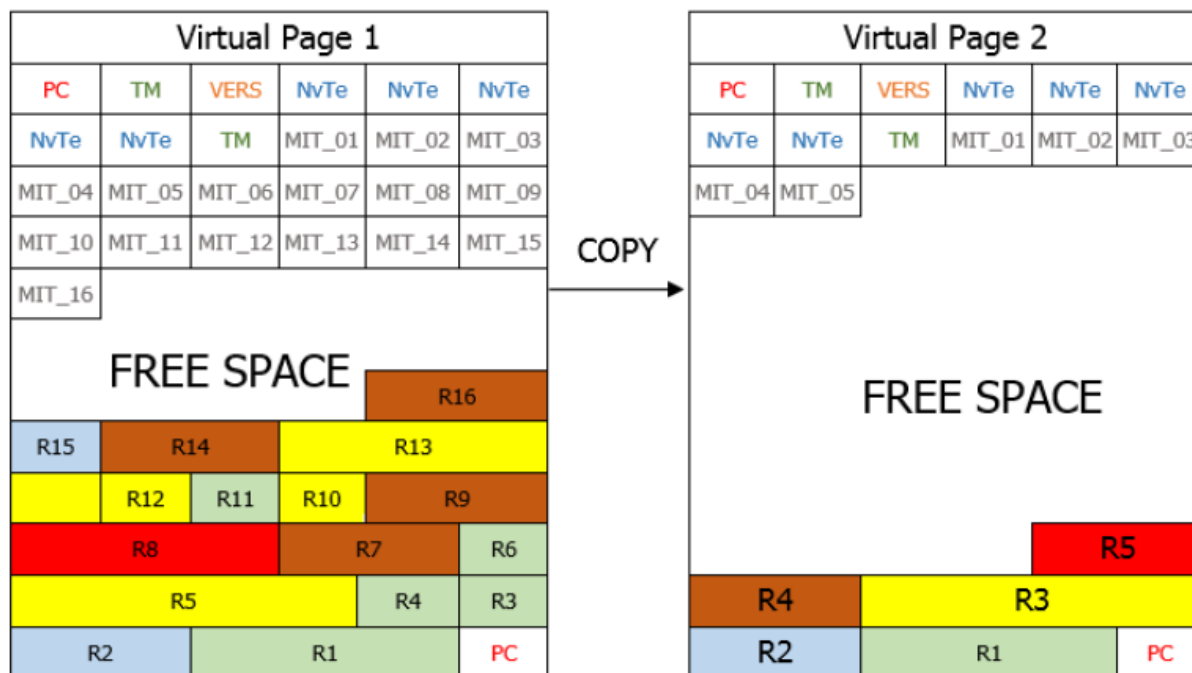 Virtual Page 1
PC TM VERS NvTe NvTe NvTe
NvTe NvTe TM MIT_01 MIT_02 MIT_03
MIT_04 MIT_05 MIT_06 MIT_07 MIT_08 MIT_09
MIT_10 MIT_11 MIT_12 MIT_13 MIT_14 MIT_15
MIT_16
FREE SPACE
R16
R15 R14 R13
R12 R11 R10 R9
R8 R7 R6
R5 R4 R3
R2 R1 PC
COPY
Virtual Page 2
PC TM VERS NvTe NvTe NvTe
NvTe NvTe TM MIT_01 MIT_02 MIT_03
MIT_04 MIT_05
FREE SPACE
R5
R4 R3
R2 R1 PC